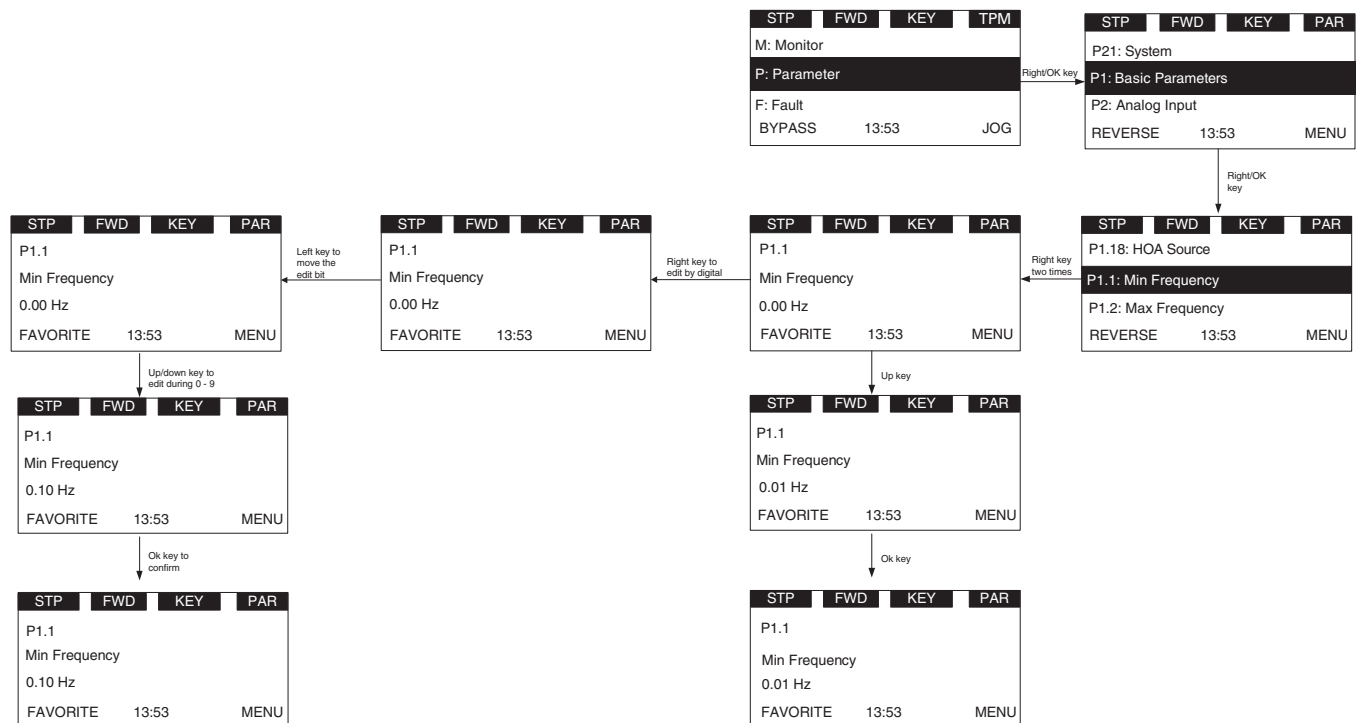 STP FWD KEY TPM
M: Monitor
P: Parameter
F: Fault
BYPASS 13:53 JOG
Right/OK key
STP FWD KEY PAR
P21: System
P1: Basic Parameters
P2: Analog Input
REVERSE 13:53 MENU
Right/OK
key
STP FWD KEY PAR
P1.18: HOA Source
P1.1: Min Frequency
P1.2: Max Frequency
REVERSE 13:53 MENU
Right key
two times
STP FWD KEY PAR
P1.1
Min Frequency
0.00 Hz
FAVORITE 13:53 MENU
Right key to
edit by digital
STP FWD KEY PAR
P1.1
Min Frequency
0.00 Hz
FAVORITE 13:53 MENU
Left key to
move the
edit bit
STP FWD KEY PAR
P1.1
Min Frequency
0.00 Hz
FAVORITE 13:53 MENU
Up/down key to
edit during 0 - 9
STP FWD KEY PAR
P1.1
Min Frequency
0.10 Hz
FAVORITE 13:53 MENU
Ok key to
confirm
STP FWD KEY PAR
P1.1
Min Frequency
0.10 Hz
FAVORITE 13:53 MENU
Up key
STP FWD KEY PAR
P1.1
Min Frequency
0.01 Hz
FAVORITE 13:53 MENU
Ok key
STP FWD KEY PAR
P1.1
Min Frequency
0.01 Hz
FAVORITE 13:53 MENU